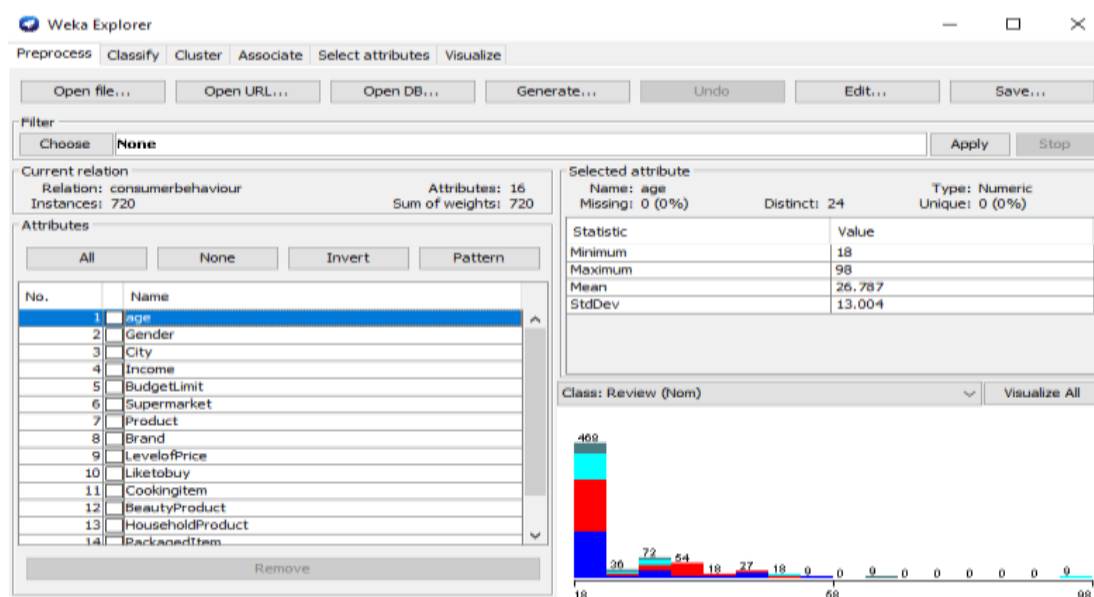 Weka Explorer
Preprocess Classify Cluster Associate Select attributes Visualize
Open file... Open URL... Open DB... Generate... Undo Edit... Save...
Filter
Choose None Apply Stop
Current relation
Relation: consumerbehaviour Attributes: 16
Instances: 720 Sum of weights: 720
Attributes
All None Invert Pattern
No. Name
1 age
2 Gender
3 City
4 Income
5 BudgetLimit
6 Supermarket
7 Product
8 Brand
9 LevelofPrice
10 Liketobuy
11 Cookingitem
12 BeautyProduct
13 HouseholdProduct
14 PackagedItem
Remove
Selected attribute
Name: age Type: Numeric
Missing: 0 (0%) Distinct: 24 Unique: 0 (0%)
Statistic Value
Minimum 18
Maximum 98
Mean 26.787
StdDev 13.004
Class: Review (Nom) Visualize All
468
36 72 54 18 27 18 9 0 9 0 0 0 0 0 9
18 58 98